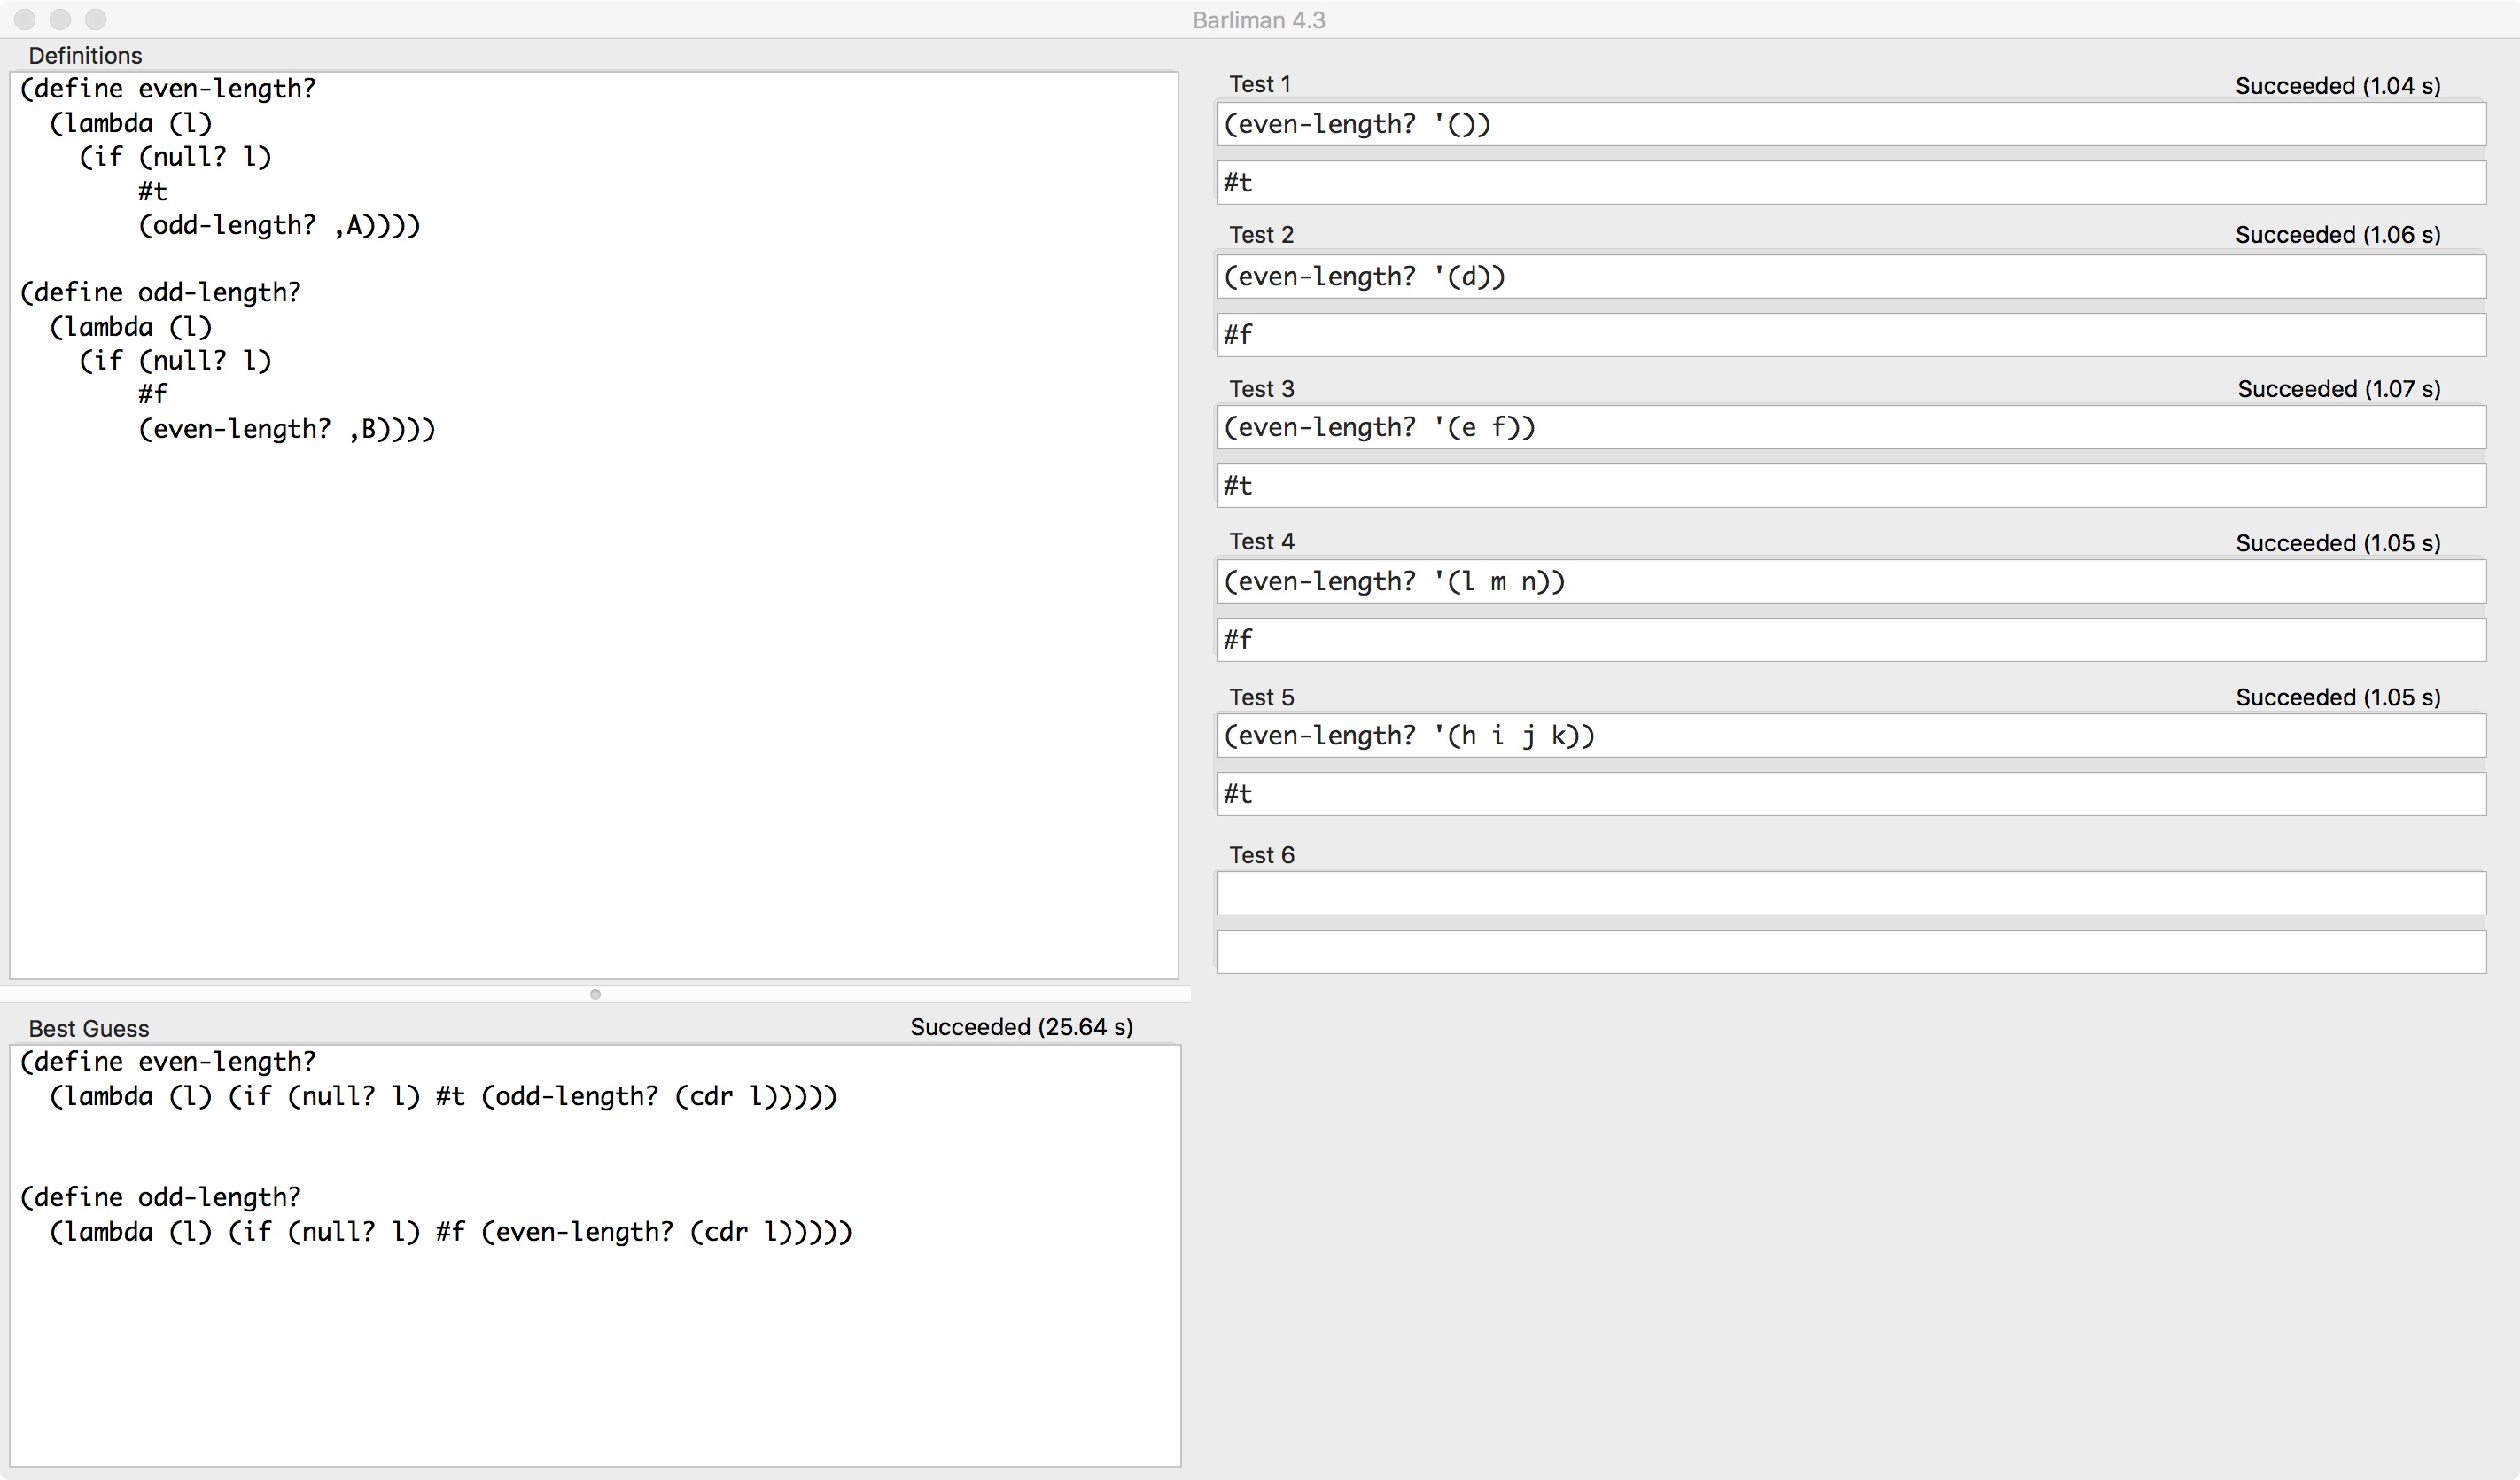 Barliman 4.3
Definitions
(define even-length?
  (lambda (l)
    (if (null? l)
        #t
        (odd-length? ,A))))

(define odd-length?
  (lambda (l)
    (if (null? l)
        #f
        (even-length? ,B))))
Best Guess Succeeded (25.64 s)
(define even-length?
  (lambda (l) (if (null? l) #t (odd-length? (cdr l)))))

(define odd-length?
  (lambda (l) (if (null? l) #f (even-length? (cdr l)))))
Test 1 Succeeded (1.04 s)
(even-length? '())
#t
Test 2 Succeeded (1.06 s)
(even-length? '(d))
#f
Test 3 Succeeded (1.07 s)
(even-length? '(e f))
#t
Test 4 Succeeded (1.05 s)
(even-length? '(l m n))
#f
Test 5 Succeeded (1.05 s)
(even-length? '(h i j k))
#t
Test 6